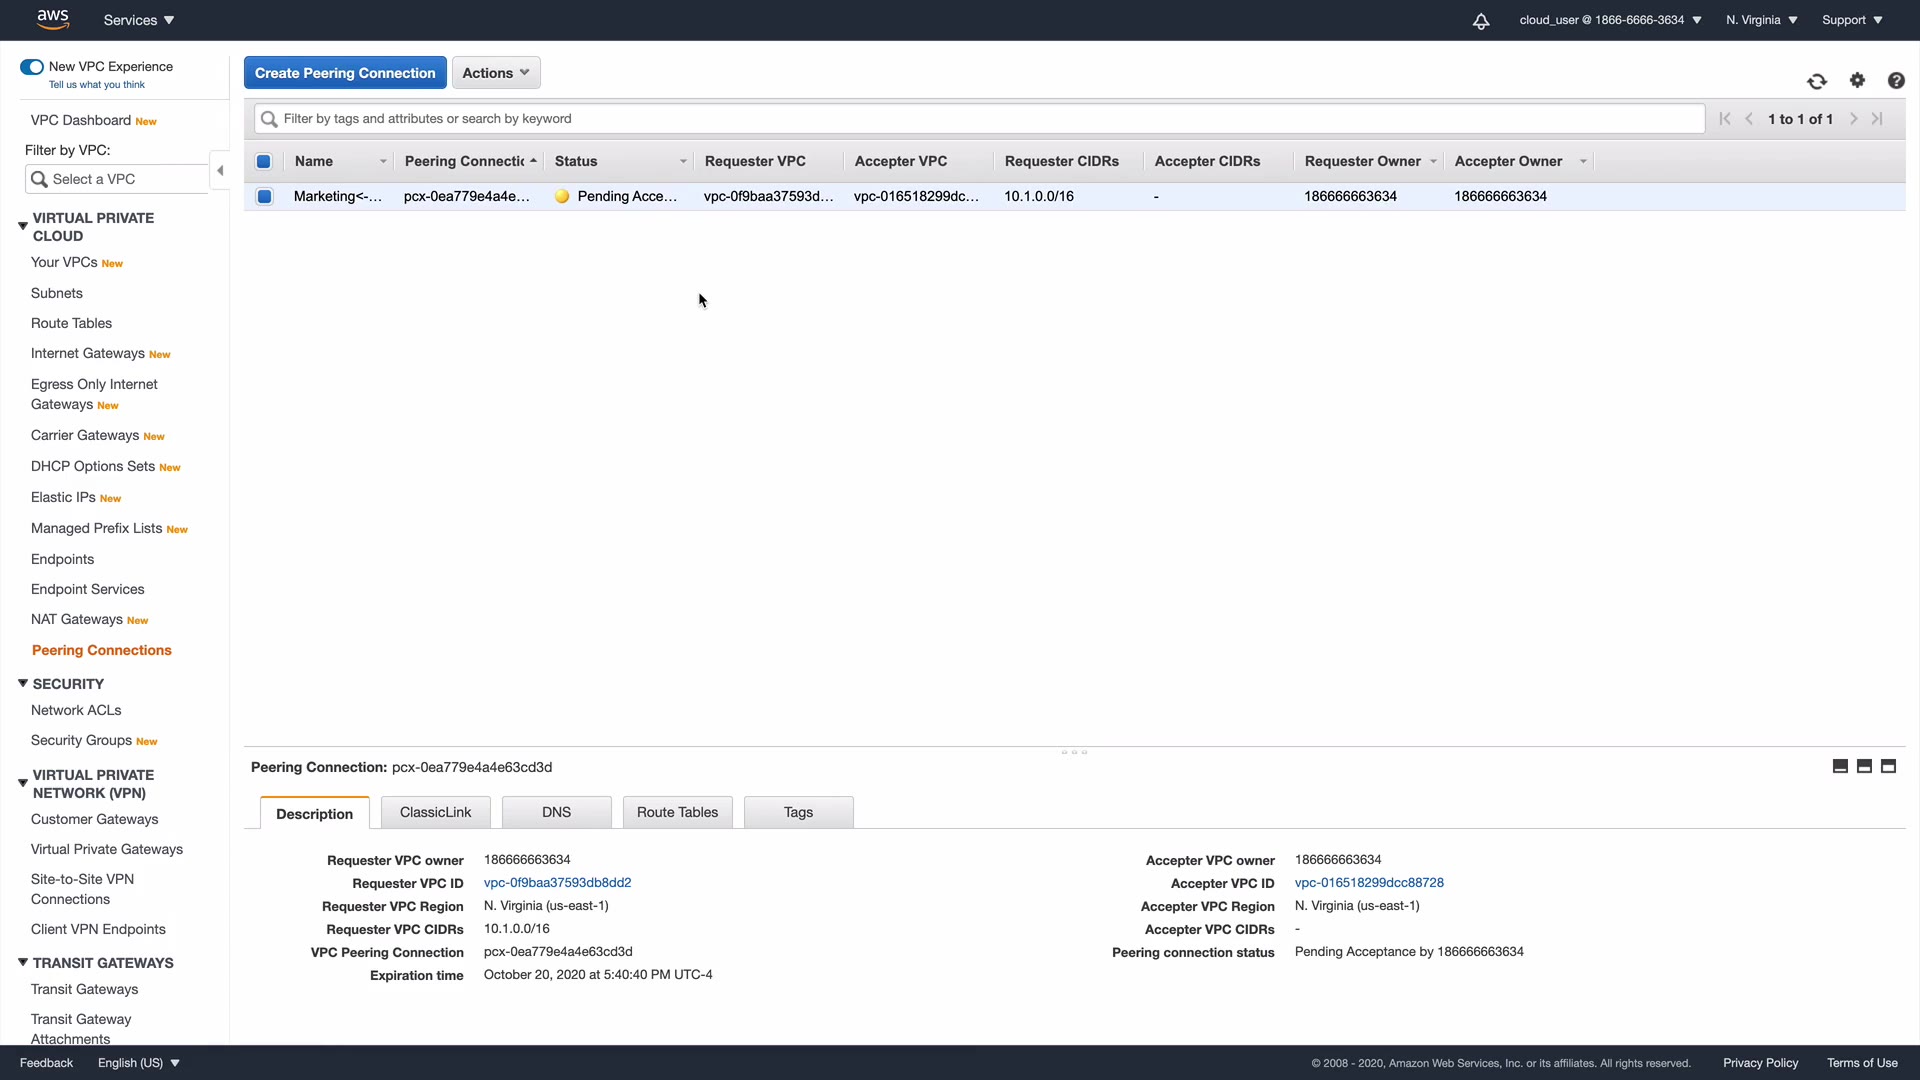 aws
Services
cloud_user @ 1866-6666-3634
N. Virginia
Support
New VPC Experience
Tell us what you think
VPC Dashboard New
Filter by VPC:
Select a VPC
VIRTUAL PRIVATE
CLOUD
Your VPCs New
Subnets
Route Tables
Internet Gateways New
Egress Only Internet
Gateways New
Carrier Gateways New
DHCP Options Sets New
Elastic IPs New
Managed Prefix Lists New
Endpoints
Endpoint Services
NAT Gateways New
Peering Connections
SECURITY
Network ACLs
Security Groups New
VIRTUAL PRIVATE
NETWORK (VPN)
Customer Gateways
Virtual Private Gateways
Site-to-Site VPN
Connections
Client VPN Endpoints
TRANSIT GATEWAYS
Transit Gateways
Transit Gateway
Attachments
Create Peering Connection
Actions
Filter by tags and attributes or search by keyword
1 to 1 of 1
Name Peering Connectic Status Requester VPC Accepter VPC Requester CIDRs Accepter CIDRs Requester Owner Accepter Owner
Marketing<-... pcx-0ea779e4a4e... Pending Acce... vpc-0f9baa37593d... vpc-016518299dc... 10.1.0.0/16 - 186666663634 186666663634
Peering Connection: pcx-0ea779e4a4e63cd3d
Description ClassicLink DNS Route Tables Tags
Requester VPC owner 186666663634
Requester VPC ID vpc-0f9baa37593db8dd2
Requester VPC Region N. Virginia (us-east-1)
Requester VPC CIDRs 10.1.0.0/16
VPC Peering Connection pcx-0ea779e4a4e63cd3d
Expiration time October 20, 2020 at 5:40:40 PM UTC-4
Accepter VPC owner 186666663634
Accepter VPC ID vpc-016518299dcc88728
Accepter VPC Region N. Virginia (us-east-1)
Accepter VPC CIDRs -
Peering connection status Pending Acceptance by 186666663634
Feedback
English (US)
© 2008 - 2020, Amazon Web Services, Inc. or its affiliates. All rights reserved.
Privacy Policy
Terms of Use